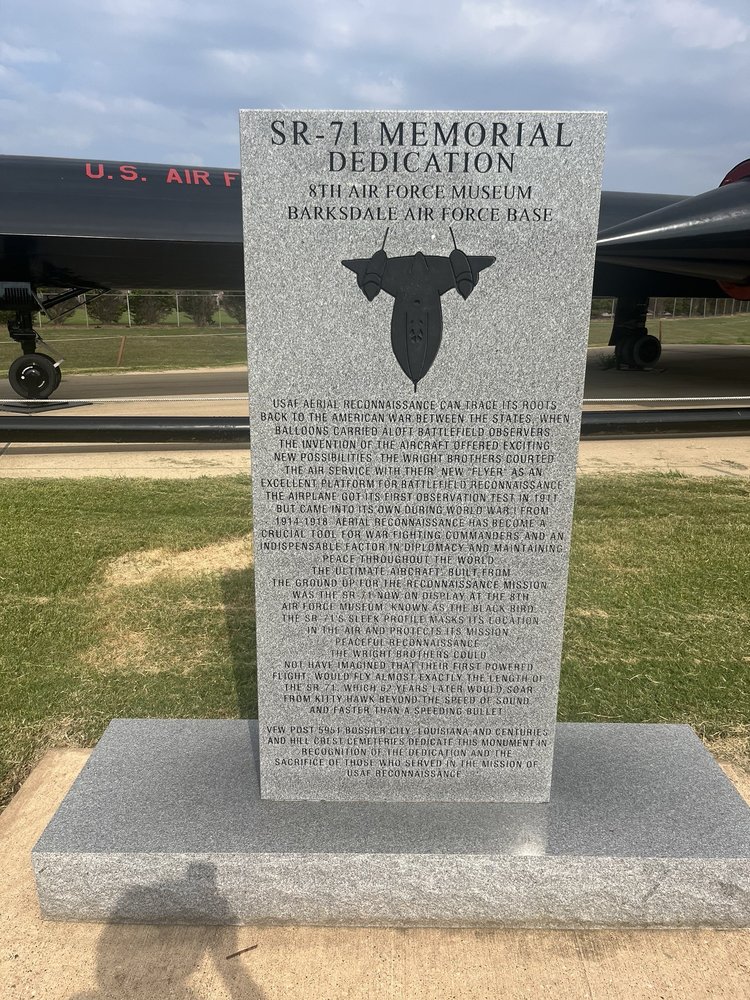 U.S. AIR F
SR-71 MEMORIAL
DEDICATION
8TH AIR FORCE MUSEUM
BARKSDALE AIR FORCE BASE
USAF AERIAL RECONNAISSANCE CAN TRACE ITS ROOTS
BACK TO THE AMERICAN WAR BETWEEN THE STATES, WHEN
BALLOONS CARRIED ALOFT BATTLEFIELD OBSERVERS.
THE INVENTION OF THE AIRCRAFT OFFERED EXCITING
NEW POSSIBILITIES. THE WRIGHT BROTHERS COURTED
THE AIR SERVICE WITH THEIR NEW "FLYER" AS AN
EXCELLENT PLATFORM FOR BATTLEFIELD RECONNAISSANCE.
THE AIRPLANE GOT ITS FIRST OBSERVATION TEST IN 1911
BUT CAME INTO ITS OWN DURING WORLD WAR I FROM
1914-1918. AERIAL RECONNAISSANCE HAS BECOME A
CRUCIAL TOOL FOR WAR FIGHTING COMMANDERS AND AN
INDISPENSABLE FACTOR IN DIPLOMACY AND MAINTAINING
PEACE THROUGHOUT THE WORLD.
THE ULTIMATE AIRCRAFT, BUILT FROM
THE GROUND UP FOR THE RECONNAISSANCE MISSION
WAS THE SR-71 NOW ON DISPLAY AT THE 8TH
AIR FORCE MUSEUM. KNOWN AS THE BLACK BIRD,
THE SR-71'S SLEEK PROFILE MASKS ITS LOCATION
IN THE AIR AND PROTECTS ITS MISSION
PEACEFUL RECONNAISSANCE.
THE WRIGHT BROTHERS COULD
NOT HAVE IMAGINED THAT THEIR FIRST POWERED
FLIGHT, WOULD FLY ALMOST EXACTLY THE LENGTH OF
THE SR-71, WHICH 62 YEARS LATER WOULD SOAR
FROM KITTY HAWK BEYOND THE SPEED OF SOUND
AND FASTER THAN A SPEEDING BULLET.
VFW POST 5951 BOSSIER CITY, LOUISIANA AND CENTURIES
AND HILL CREST CEMETERIES DEDICATE THIS MONUMENT IN
RECOGNITION OF THE DEDICATION AND THE
SACRIFICE OF THOSE WHO SERVED IN THE MISSION OF
USAF RECONNAISSANCE